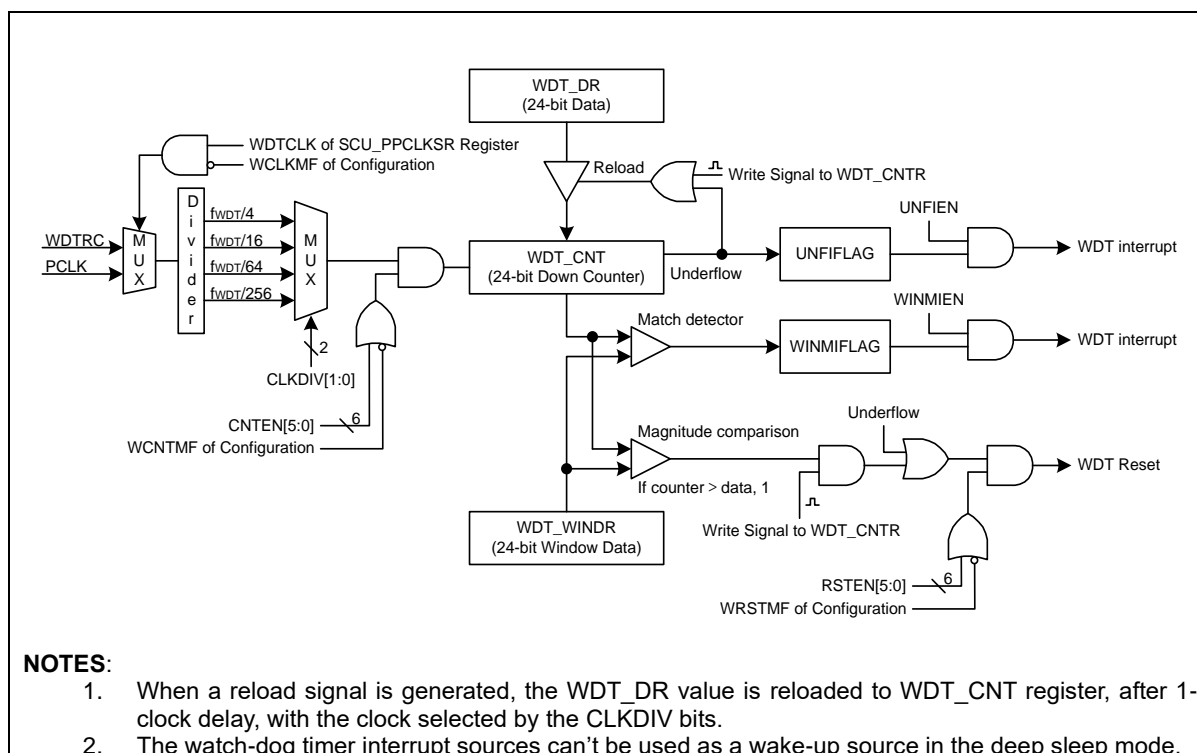 WDT_DR
(24-bit Data)
WDTCLK of SCU_PPCLKSR Register
WCLKMF of Configuration
Reload
Write Signal to WDT_CNTR
UNFIEN
WDTRC
PCLK
MUX
Divider
fWDT/4
fWDT/16
fWDT/64
fWDT/256
MUX
2
CLKDIV[1:0]
WDT_CNT
(24-bit Down Counter)
Underflow
UNFIFLAG
WDT interrupt
WINMIEN
Match detector
WINMIFLAG
WDT interrupt
CNTEN[5:0]
6
WCNTMF of Configuration
Underflow
Magnitude comparison
If counter > data, 1
WDT Reset
WDT_WINDR
(24-bit Window Data)
Write Signal to WDT_CNTR
RSTEN[5:0]
6
WRSTMF of Configuration
NOTES:
1. When a reload signal is generated, the WDT_DR value is reloaded to WDT_CNT register, after 1-
clock delay, with the clock selected by the CLKDIV bits.
2. The watch-dog timer interrupt sources can't be used as a wake-up source in the deep sleep mode.